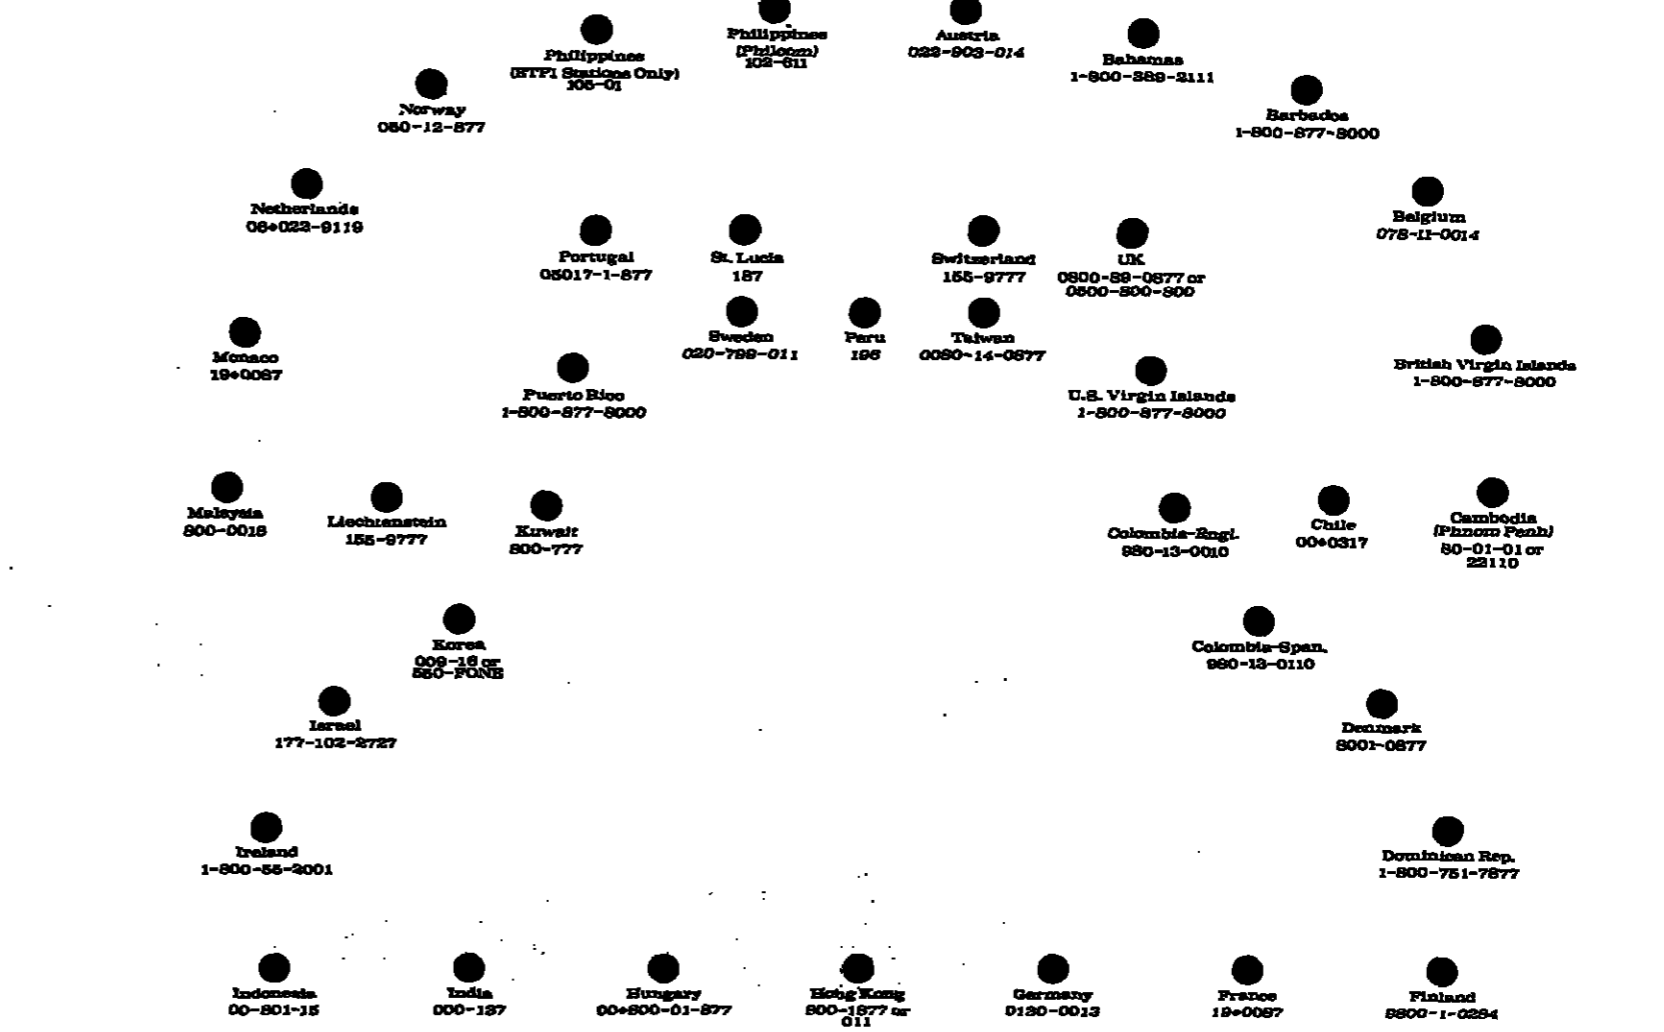 Philippines
(Philcom)
102-611
Austria
022-903-014
Philippines
(ETPI Stations Only)
105-01
Bahamas
1-800-389-2111
Norway
050-12-877
Barbados
1-800-877-8000
Netherlands
06+022-9119
Belgium
078-11-0014
Portugal
05017-1-877
St. Lucia
187
Switzerland
155-9777
UK
0800-89-0877 or
0500-800-800
Monaco
19+0087
Sweden
020-799-011
Peru
196
Taiwan
0080-14-0877
British Virgin Islands
1-800-877-8000
Puerto Rico
1-800-877-8000
U.S. Virgin Islands
1-800-877-8000
Malaysia
800-0016
Liechtenstein
155-9777
Kuwait
800-777
Colombia-Engl.
980-13-0010
Chile
00+0317
Cambodia
(Phnom Penh)
80-01-01 or
22110
Korea
009-16 or
550-FONE
Colombia-Span.
980-13-0110
Israel
177-102-2727
Denmark
8001-0877
Ireland
1-800-55-2001
Dominican Rep.
1-800-751-7877
Indonesia
00-801-15
India
000-137
Hungary
00+800-01-877
Hong Kong
800-1877 or
011
Germany
0130-0013
France
19+0087
Finland
9800-1-0284